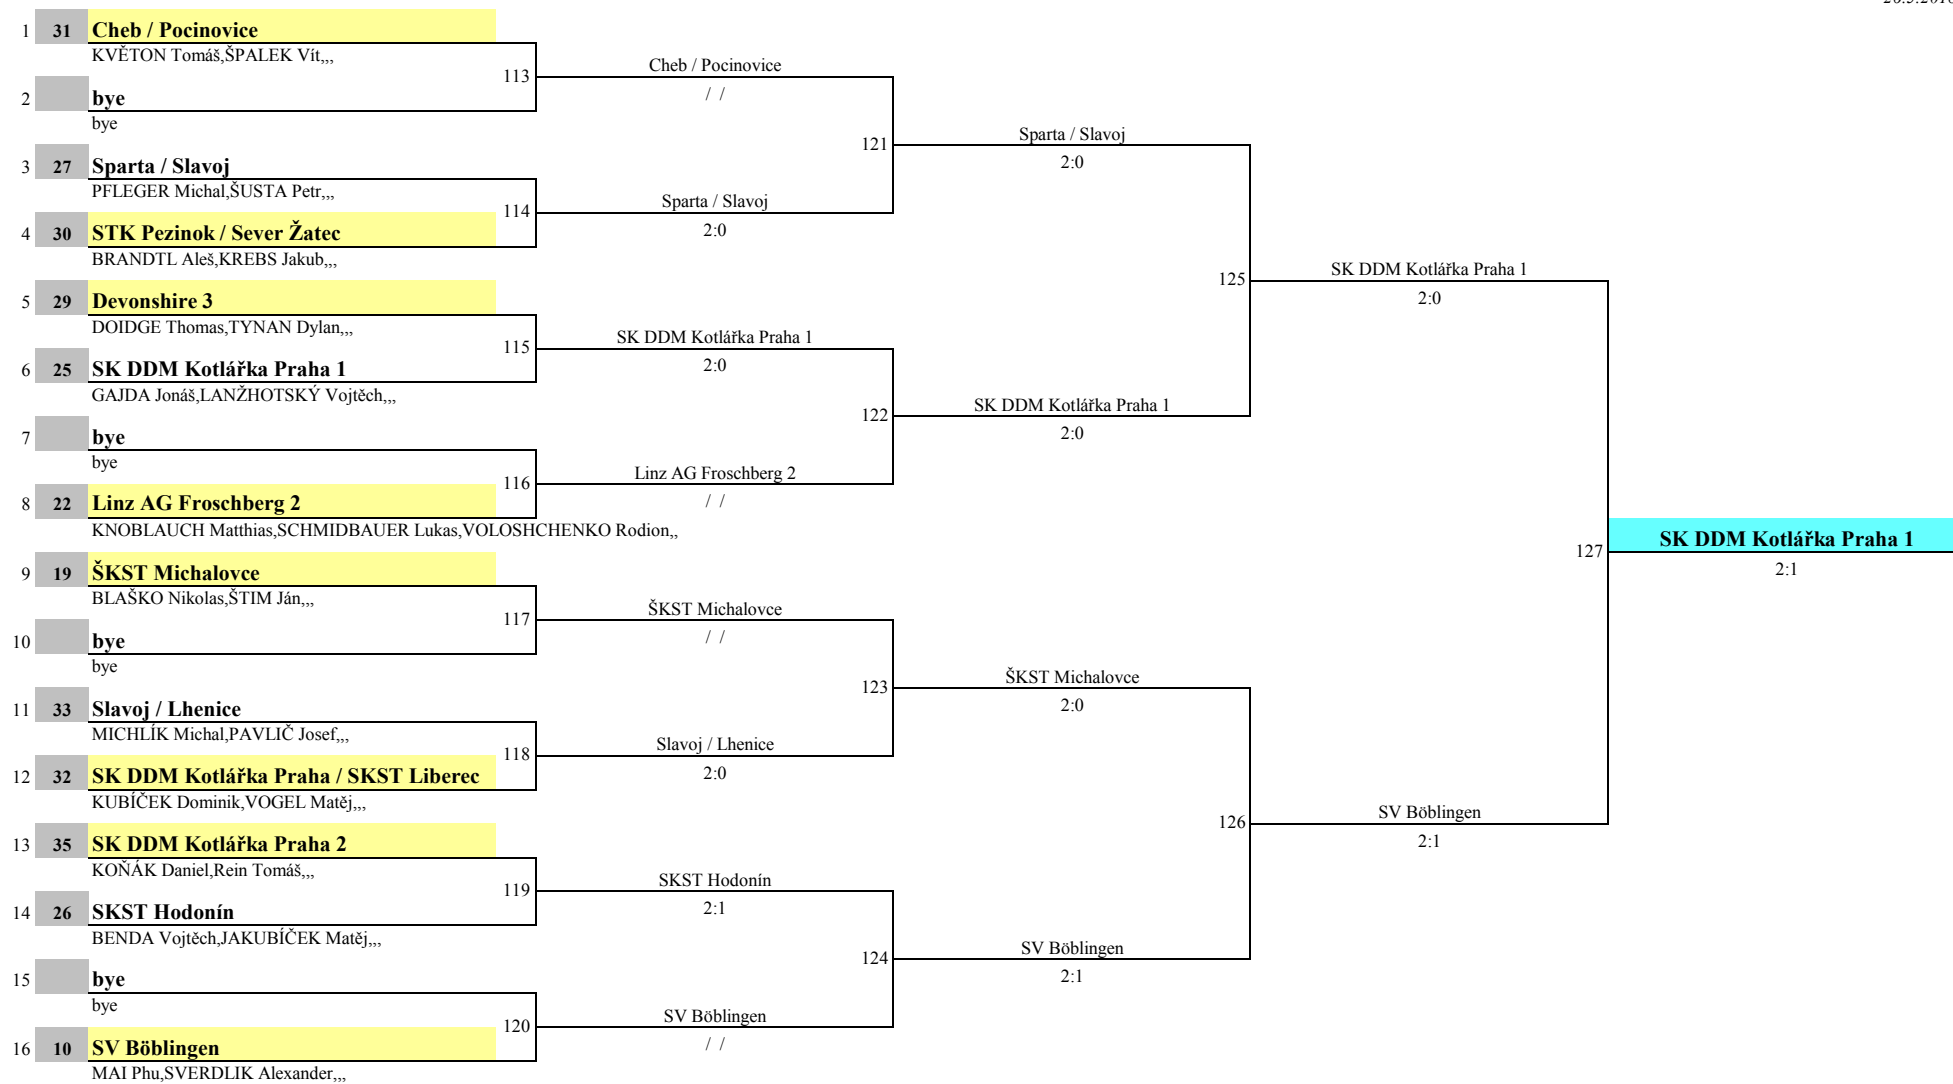 1 31 Cheb / Pocinovice
KVĚTON Tomáš,ŠPALEK Vít,,,
2 bye
bye
3 27 Sparta / Slavoj
PFLEGER Michal,ŠUSTA Petr,,,
4 30 STK Pezinok / Sever Žatec
BRANDTL Aleš,KREBS Jakub,,,
5 29 Devonshire 3
DOIDGE Thomas,TYNAN Dylan,,,
6 25 SK DDM Kotlářka Praha 1
GAJDA Jonáš,LANŽHOTSKÝ Vojtěch,,,
7 bye
bye
8 22 Linz AG Froschberg 2
KNOBLAUCH Matthias,SCHMIDBAUER Lukas,VOLOSHCHENKO Rodion,,
9 19 ŠKST Michalovce
BLAŠKO Nikolas,ŠTIM Ján,,,
10 bye
bye
11 33 Slavoj / Lhenice
MICHLÍK Michal,PAVLIČ Josef,,,
12 32 SK DDM Kotlářka Praha / SKST Liberec
KUBÍČEK Dominik,VOGEL Matěj,,,
13 35 SK DDM Kotlářka Praha 2
KOŇÁK Daniel,Rein Tomáš,,,
14 26 SKST Hodonín
BENDA Vojtěch,JAKUBÍČEK Matěj,,,
15 bye
bye
16 10 SV Böblingen
MAI Phu,SVERDLIK Alexander,,,
113 Cheb / Pocinovice
/ /
114 Sparta / Slavoj
2:0
115 SK DDM Kotlářka Praha 1
2:0
116 Linz AG Froschberg 2
/ /
117 ŠKST Michalovce
/ /
118 Slavoj / Lhenice
2:0
119 SKST Hodonín
2:1
120 SV Böblingen
/ /
121 Sparta / Slavoj
2:0
122 SK DDM Kotlářka Praha 1
2:0
123 ŠKST Michalovce
2:0
124 SV Böblingen
2:1
125 SK DDM Kotlářka Praha 1
2:0
126 SV Böblingen
2:1
127 SK DDM Kotlářka Praha 1
2:1